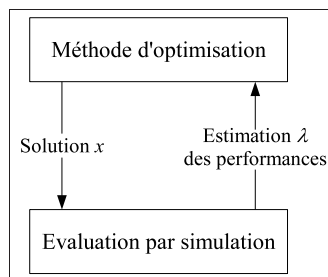 Méthode d'optimisation
Solution x
Estimation λ
des performances
Evaluation par simulation